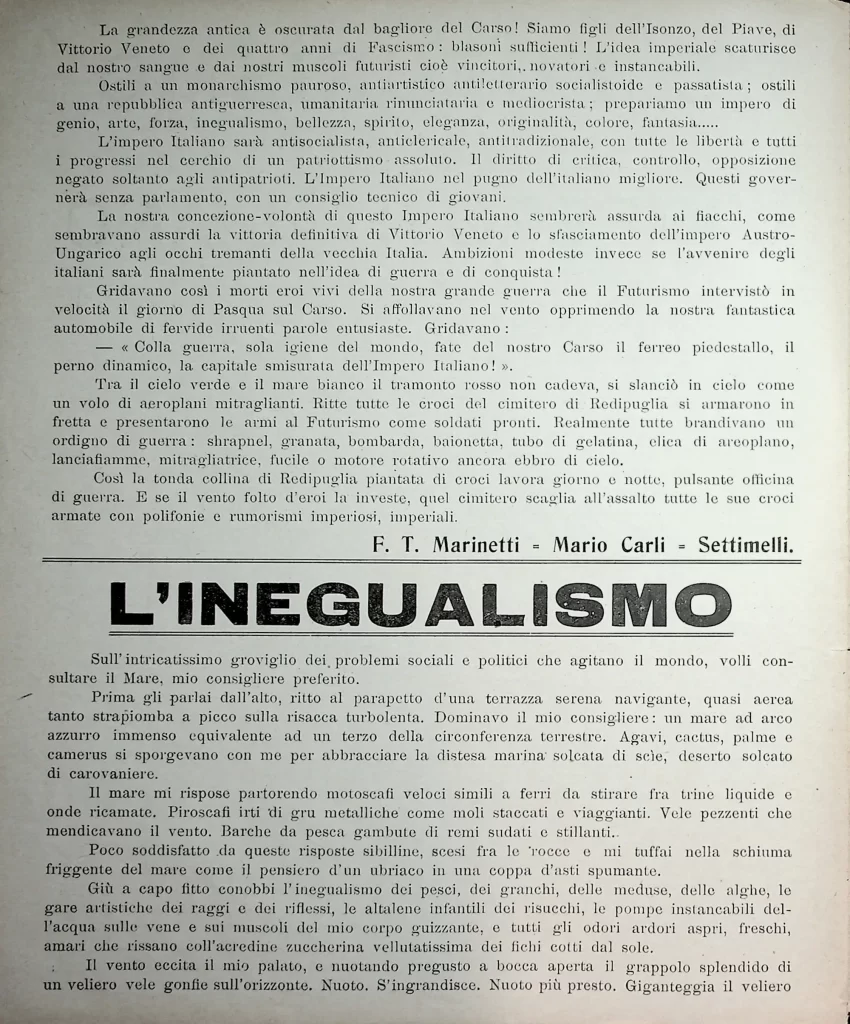 La grandezza antica è oscurata dal bagliore del Carso! Siamo figli dell'Isonzo, del Piave, di
Vittorio Veneto e dei quattro anni di Fascismo: blasoni sufficienti! L'idea imperiale scaturisce
dal nostro sangue e dai nostri muscoli futuristi cioè vincitori,. novatori e instancabili.
Ostili a un monarchismo pauroso, antiartistico antiletterario socialistoide e passatista; ostili
a una repubblica antiguerresca, umanitaria rinunciataria e mediocrista; prepariamo un impero di
genio, arte, forza, inegualismo, bellezza, spirito, eleganza, originalità, colore, fantasia.....
L'impero Italiano sarà antisocialista, anticlericale, antitradizionale, con tutte le libertà e tutti
i progressi nel cerchio di un patriottismo assoluto. Il diritto di critica, controllo, opposizione
negato soltanto agli antipatrioti. L'Impero Italiano nel pugno dell'italiano migliore. Questi gover-
nerà senza parlamento, con un consiglio tecnico di giovani.
La nostra concezione-volontà di questo Impero Italiano sembrerà assurda ai fiacchi, come
sembravano assurdi la vittoria definitiva di Vittorio Veneto e lo sfasciamento dell'impero Austro-
Ungarico agli occhi tremanti della vecchia Italia. Ambizioni modeste invece se l'avvenire degli
italiani sarà finalmente piantato nell'idea di guerra e di conquista!
Gridavano così i morti eroi vivi della nostra grande guerra che il Futurismo intervistò in
velocità il giorno di Pasqua sul Carso. Si affollavano nel vento opprimendo la nostra fantastica
automobile di fervide irruenti parole entusiaste. Gridavano:
— « Colla guerra, sola igiene del mondo, fate del nostro Carso il ferreo piedestallo, il
perno dinamico, la capitale smisurata dell'Impero Italiano! ».
Tra il cielo verde e il mare bianco il tramonto rosso non cadeva, si slanciò in cielo come
un volo di aeroplani mitraglianti. Ritte tutte le croci del cimitero di Redipuglia si armarono in
fretta e presentarono le armi al Futurismo come soldati pronti. Realmente tutte brandivano un
ordigno di guerra: shrapnel, granata, bombarda, baionetta, tubo di gelatina, elica di areoplano,
lanciafiamme, mitragliatrice, fucile o motore rotativo ancora ebbro di cielo.
Così la tonda collina di Redipuglia piantata di croci lavora giorno e notte, pulsante officina
di guerra. E se il vento folto d'eroi la investe, quel cimitero scaglia all'assalto tutte le sue croci
armate con polifonie e rumorismi imperiosi, imperiali.
F. T. Marinetti = Mario Carli = Settimelli.
L'INEGUALISMO
Sull'intricatissimo groviglio dei problemi sociali e politici che agitano il mondo, volli con-
sultare il Mare, mio consigliere preferito.
Prima gli parlai dall'alto, ritto al parapetto d'una terrazza serena navigante, quasi aerea
tanto strapiomba a picco sulla risacca turbolenta. Dominavo il mio consigliere: un mare ad arco
azzurro immenso equivalente ad un terzo della circonferenza terrestre. Agavi, cactus, palme e
camerus si sporgevano con me per abbracciare la distesa marina solcata di scie, deserto solcato
di carovaniere.
Il mare mi rispose partorendo motoscafi veloci simili a ferri da stirare fra trine liquide e
onde ricamate. Piroscafi irti di gru metalliche come moli staccati e viaggianti. Vele pezzenti che
mendicavano il vento. Barche da pesca gambute di remi sudati e stillanti.
Poco soddisfatto da queste risposte sibilline, scesi fra le rocce e mi tuffai nella schiuma
friggente del mare come il pensiero d'un ubriaco in una coppa d'asti spumante.
Giù a capo fitto conobbi l'inegualismo dei pesci, dei granchi, delle meduse, delle alghe, le
gare artistiche dei raggi e dei riflessi, le altalene infantili dei risucchi, le pompe instancabili del-
l'acqua sulle vene e sui muscoli del mio corpo guizzante, e tutti gli odori ardori aspri, freschi,
amari che rissano coll'acredine zuccherina vellutatissima dei fichi cotti dal sole.
Il vento eccita il mio palato, e nuotando pregusto a bocca aperta il grappolo splendido di
un veliero vele gonfie sull'orizzonte. Nuoto. S'ingrandisce. Nuoto più presto. Giganteggia il veliero